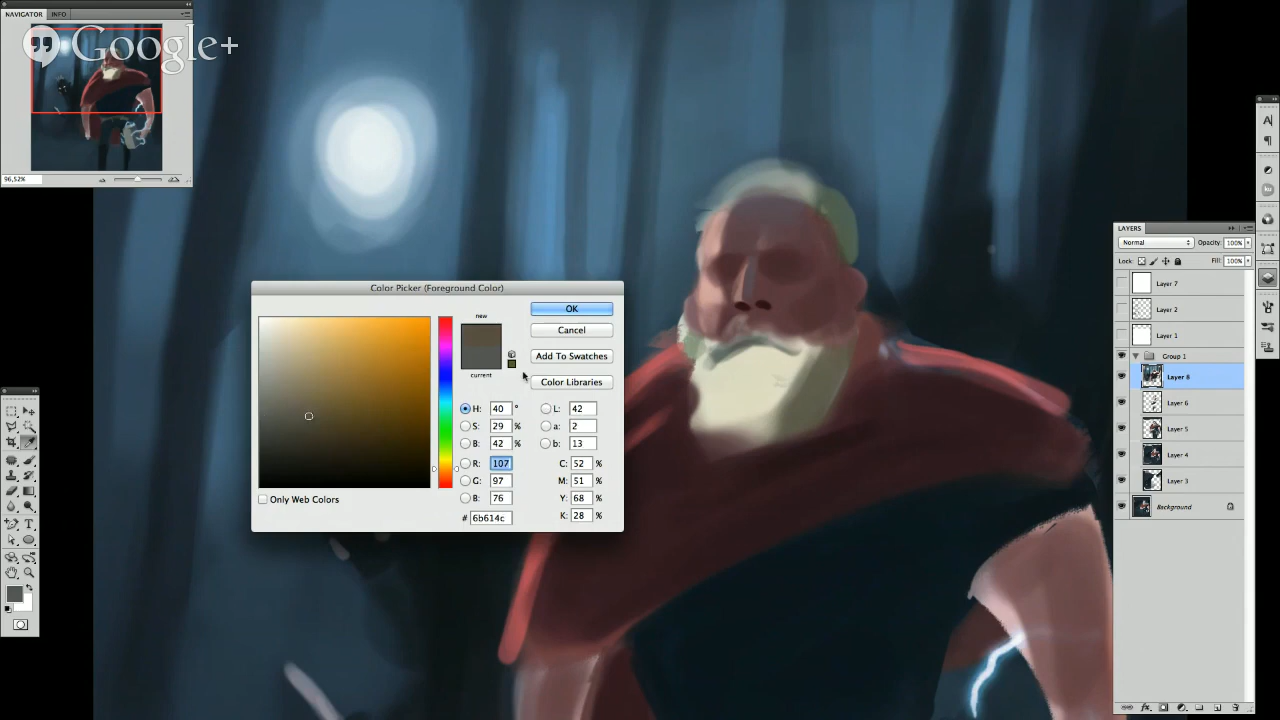 NAVIGATOR INFO
Google+
96,52%
Color Picker (Foreground Color)
new
current
OK
Cancel
Add To Swatches
Color Libraries
H: 40 °
S: 29 %
B: 42 %
R: 107
G: 97
B: 76
# 6b614c
L: 42
a: 2
b: 13
C: 52 %
M: 51 %
Y: 68 %
K: 28 %
Only Web Colors
LAYERS
Normal Opacity: 100%
Lock: Fill: 100%
Layer 7
Layer 2
Layer 1
Group 1
Layer 8
Layer 6
Layer 5
Layer 4
Layer 3
Background